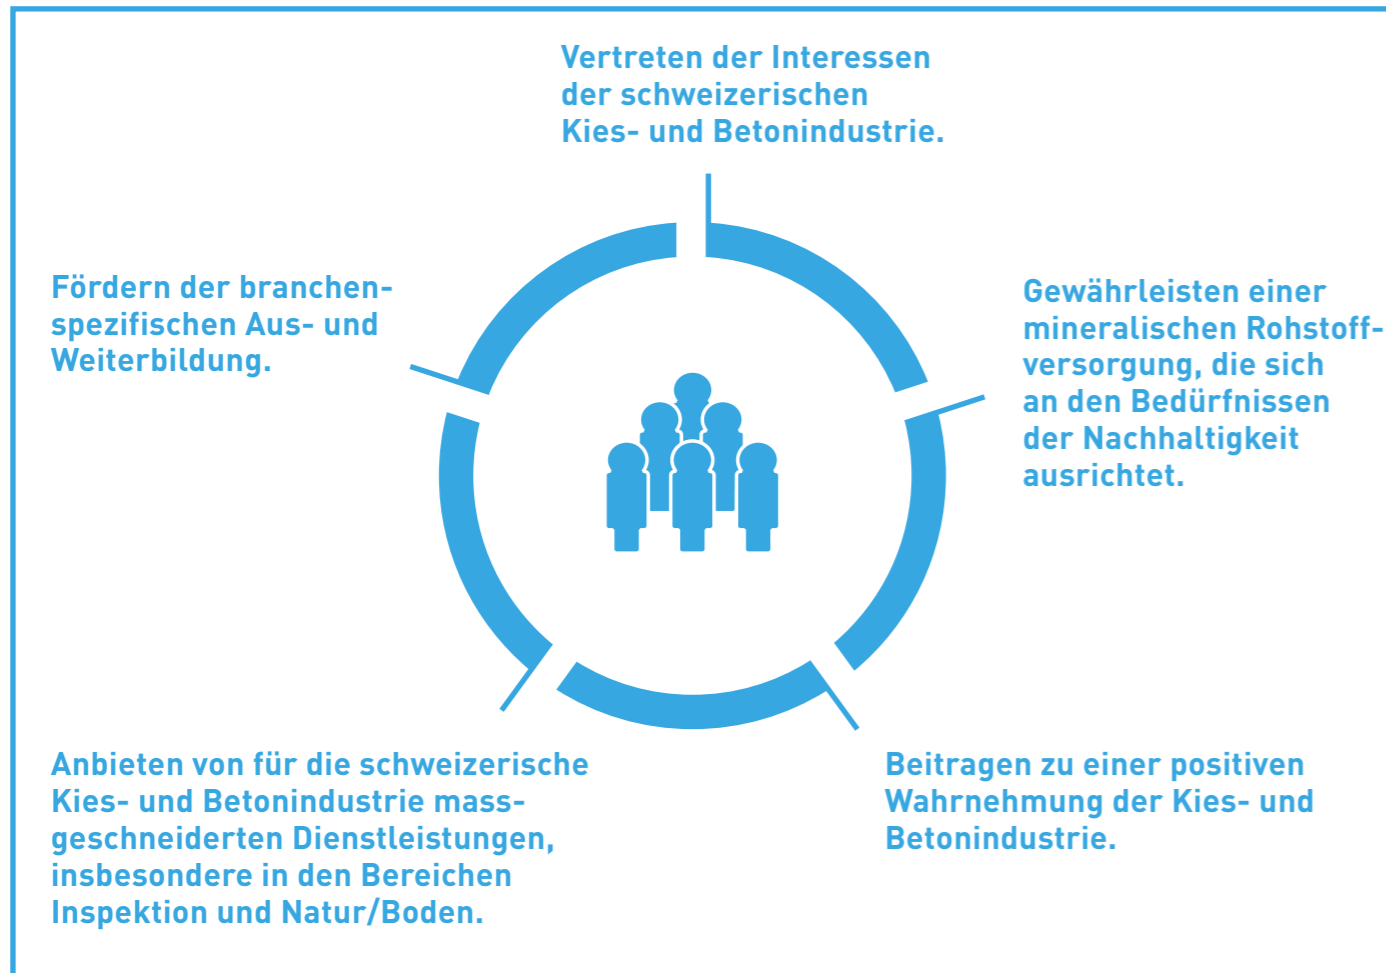 Vertreten der Interessen
der schweizerischen
Kies- und Betonindustrie.
Gewährleisten einer
mineralischen Rohstoff-
versorgung, die sich
an den Bedürfnissen
der Nachhaltigkeit
ausrichtet.
Beitragen zu einer positiven
Wahrnehmung der Kies- und
Betonindustrie.
Anbieten von für die schweizerische
Kies- und Betonindustrie mass-
geschneiderten Dienstleistungen,
insbesondere in den Bereichen
Inspektion und Natur/Boden.
Fördern der branchen-
spezifischen Aus- und
Weiterbildung.